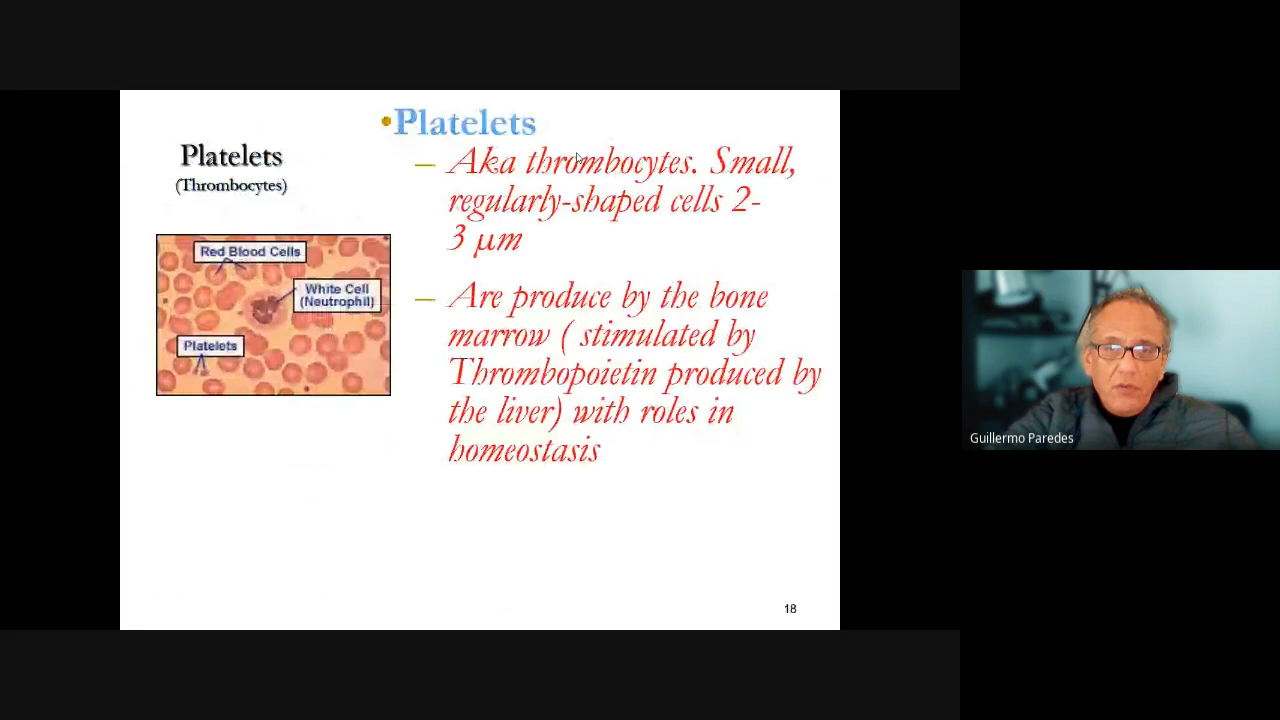 Platelets
(Thrombocytes)
Red Blood Cells
White Cell
(Neutrophil)
Platelets
•Platelets
– Aka thrombocytes. Small,
regularly-shaped cells 2-
3 µm
– Are produce by the bone
marrow ( stimulated by
Thrombopoietin produced by
the liver) with roles in
homeostasis
18
Guillermo Paredes